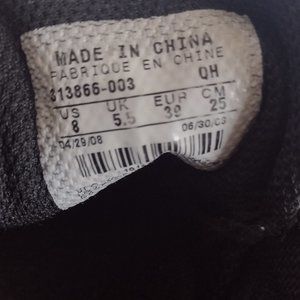 MADE IN CHINA
FABRIQUE EN CHINE
313866-003 QH
US UK EUR CM
8 5.5 39 25
04/29/08 06/30/08